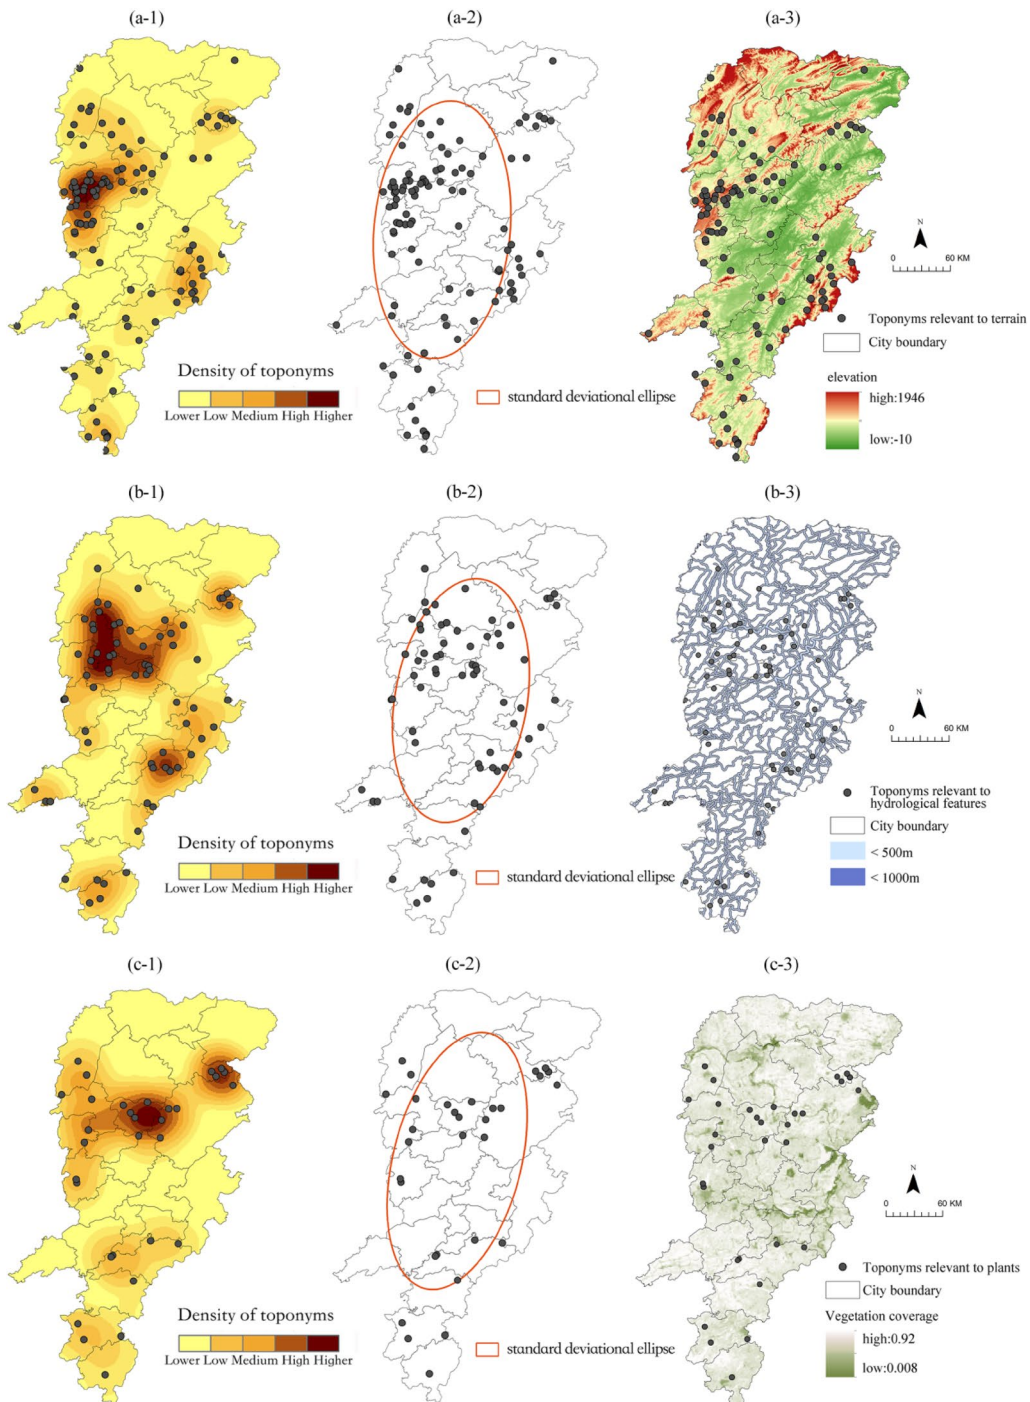 (a-1)
(a-2)
(a-3)
N
0 60 KM
Toponyms relevant to terrain
City boundary
elevation
high:1946
low:-10
Density of toponyms
Lower Low Medium High Higher
standard deviational ellipse
(b-1)
(b-2)
(b-3)
N
0 60 KM
Toponyms relevant to
hydrological features
City boundary
< 500m
< 1000m
Density of toponyms
Lower Low Medium High Higher
standard deviational ellipse
(c-1)
(c-2)
(c-3)
N
0 60 KM
Toponyms relevant to plants
City boundary
Vegetation coverage
high:0.92
low:0.008
Density of toponyms
Lower Low Medium High Higher
standard deviational ellipse